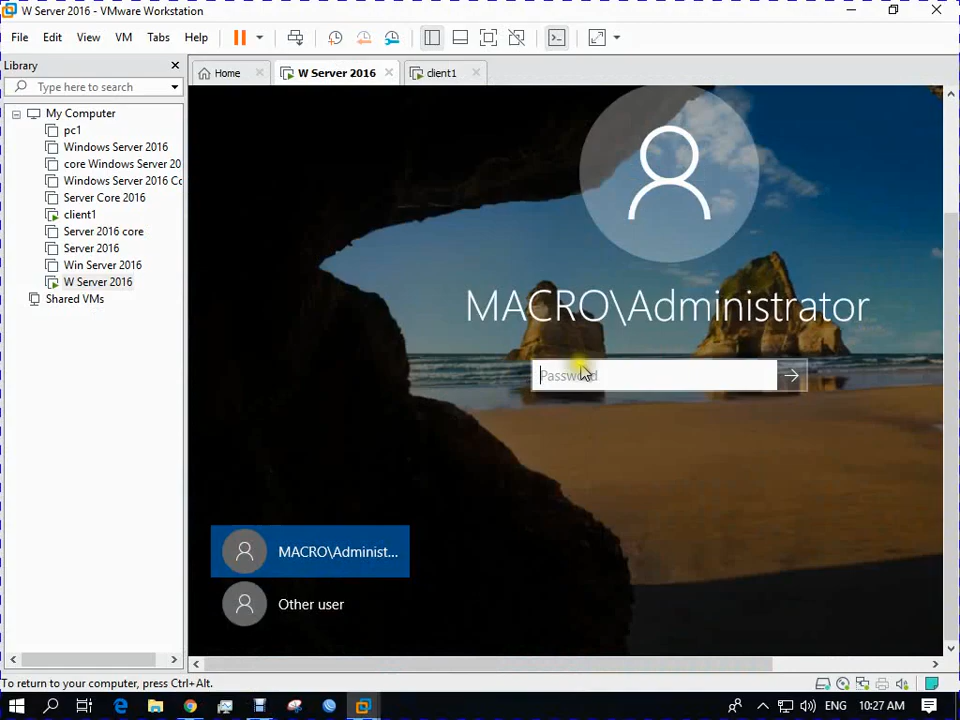 W Server 2016 - VMware Workstation
File Edit View VM Tabs Help
Library
Type here to search
Home
W Server 2016
client1
My Computer
pc1
Windows Server 2016
core Windows Server 20
Windows Server 2016 Cc
Server Core 2016
client1
Server 2016 core
Server 2016
Win Server 2016
W Server 2016
Shared VMs
MACRO\Administrator
Password
MACRO\Administ...
Other user
To return to your computer, press Ctrl+Alt.
ENG
10:27 AM